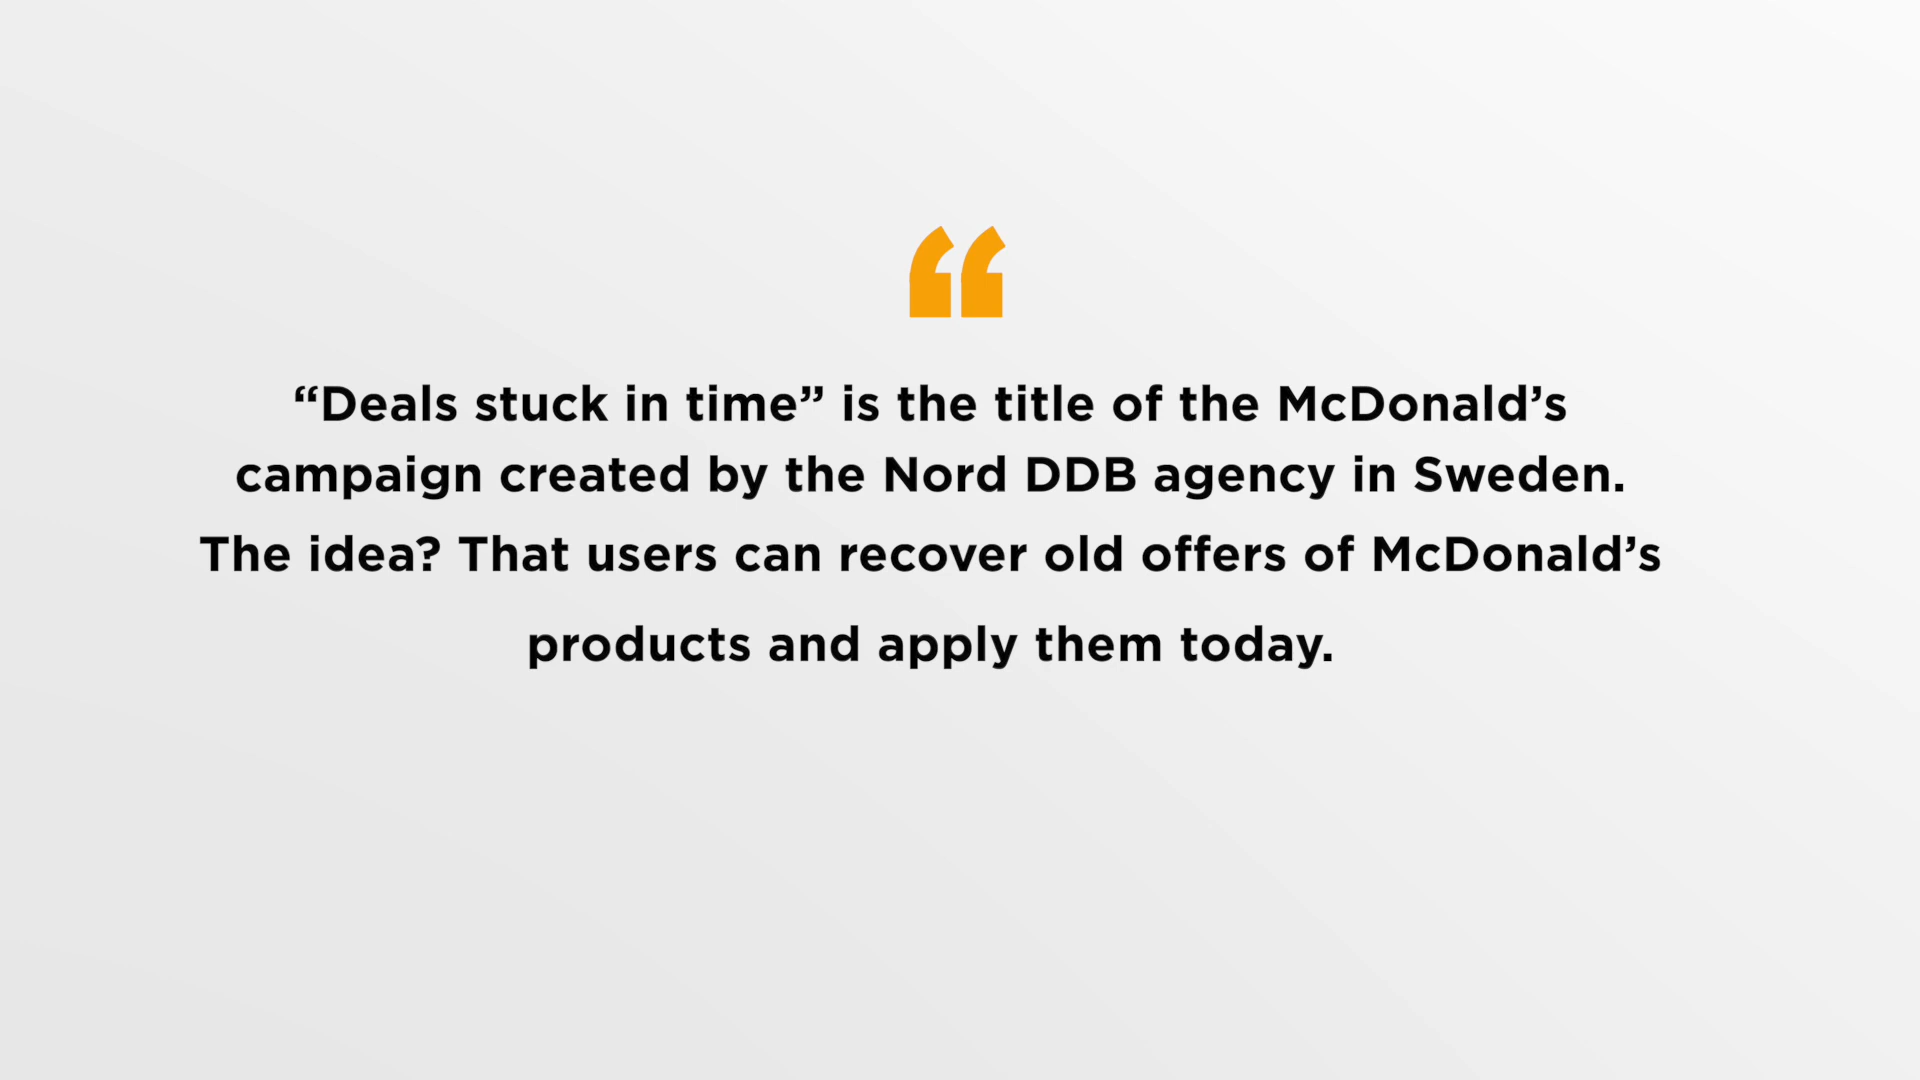 “Deals stuck in time” is the title of the McDonald’s
campaign created by the Nord DDB agency in Sweden.
The idea? That users can recover old offers of McDonald’s
products and apply them today.